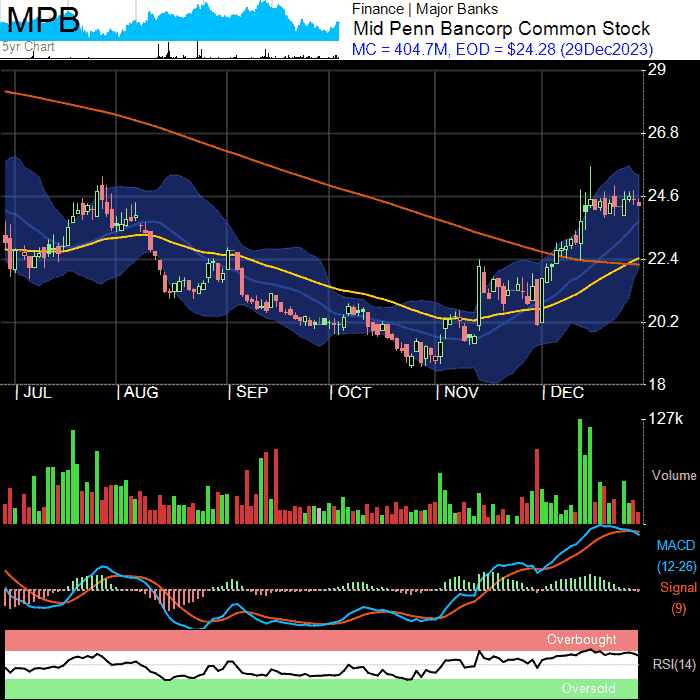 MPB
5yr Chart
Finance | Major Banks
Mid Penn Bancorp Common Stock
MC = 404.7M, EOD = $24.28 (29Dec2023)
29
26.8
24.6
22.4
20.2
18
JUL AUG SEP OCT NOV DEC
127k
Volume
MACD
(12-26)
Signal
(9)
Overbought
RSI(14)
Oversold